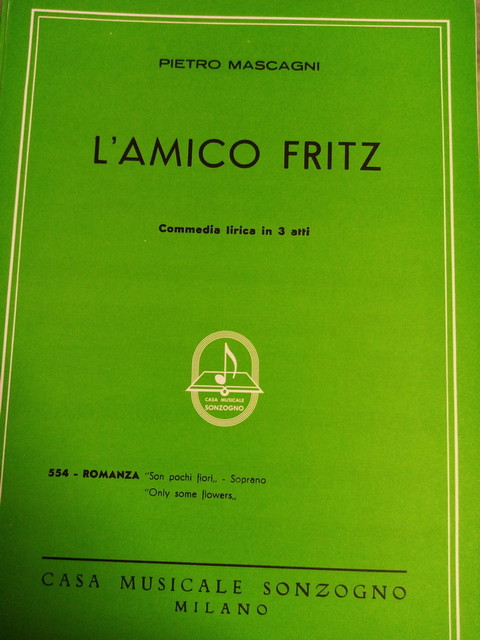 PIETRO MASCAGNI
L'AMICO FRITZ
Commedia lirica in 3 atti
CASA MUSICALE
SONZOGNO
554 - ROMANZA "Son pochi fiori„ - Soprano
"Only some flowers„
CASA MUSICALE SONZOGNO
MILANO